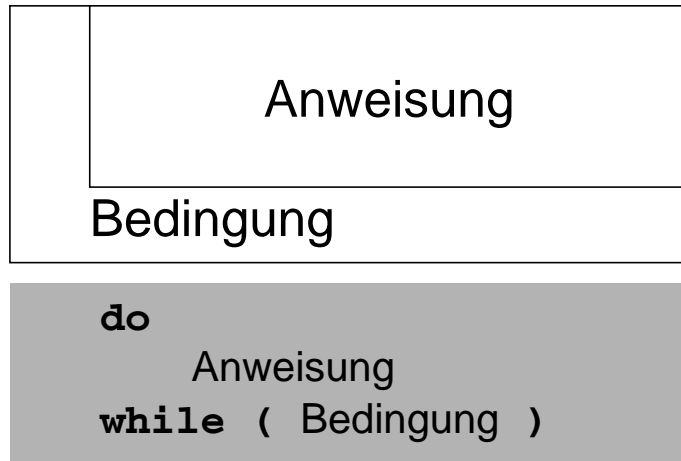 Anweisung
Bedingung
do
Anweisung
while ( Bedingung )